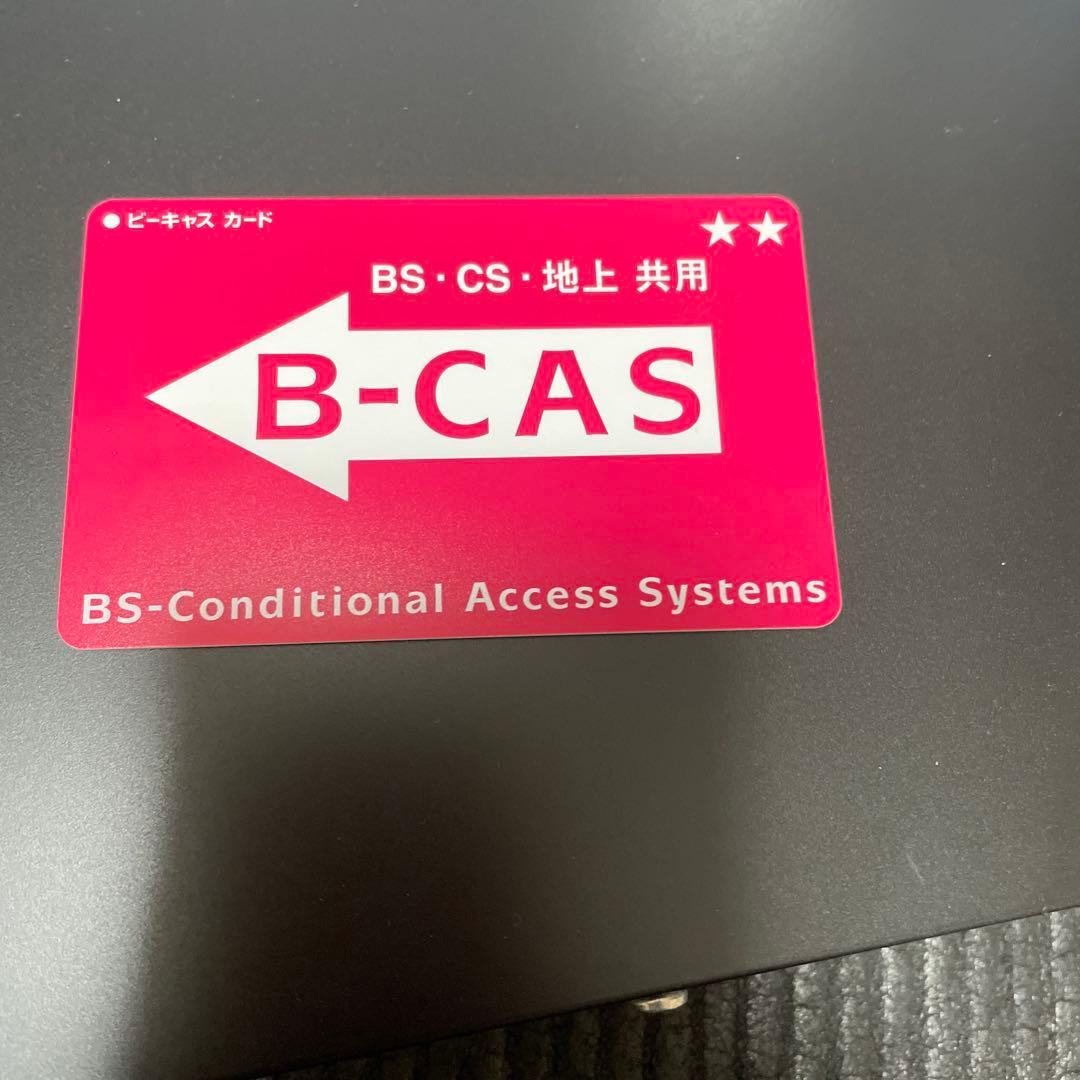 ● ビーキャス カード
★★
BS・CS・地上 共用
B-CAS
BS-Conditional Access Systems